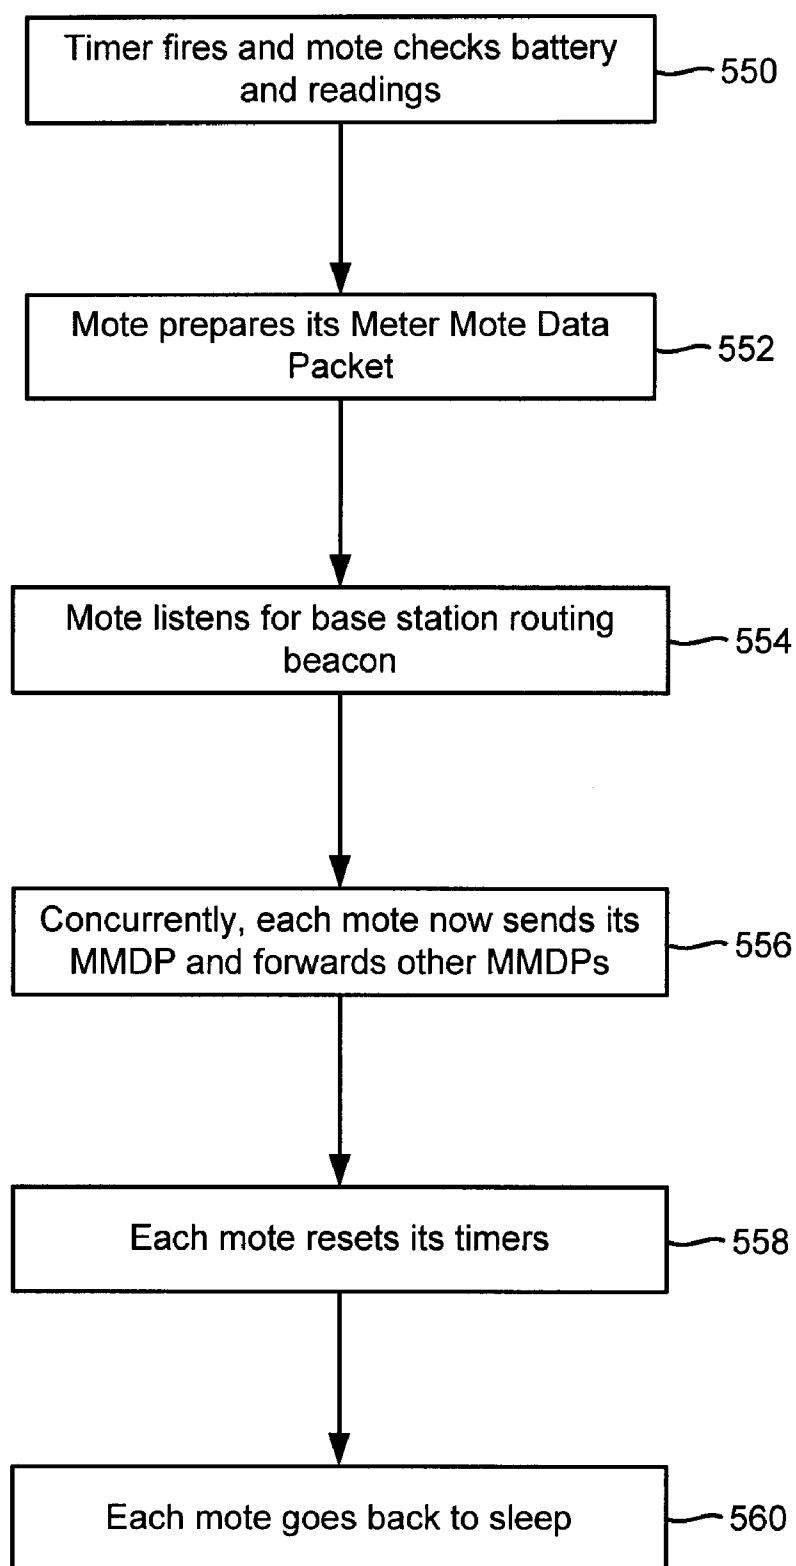 Timer fires and mote checks battery
and readings
550
Mote prepares its Meter Mote Data
Packet
552
Mote listens for base station routing
beacon
554
Concurrently, each mote now sends its
MMDP and forwards other MMDPs
556
Each mote resets its timers
558
Each mote goes back to sleep
560